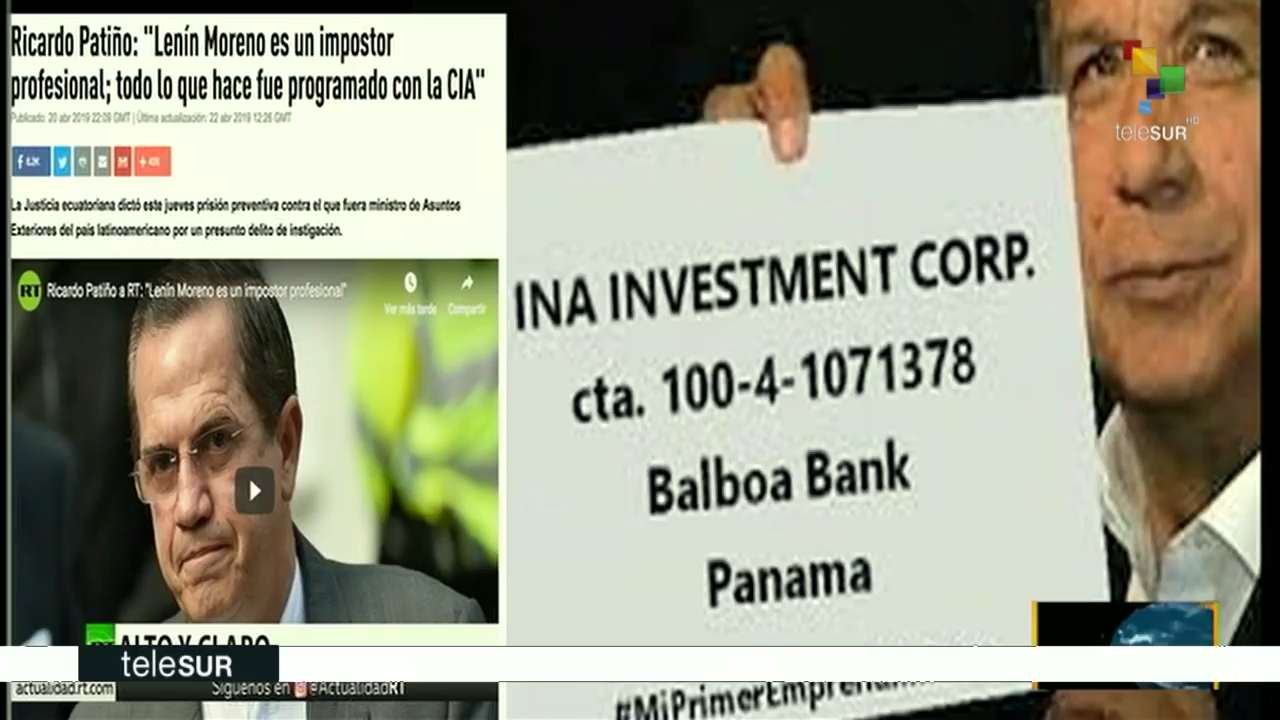 Ricardo Patiño: "Lenín Moreno es un impostor
profesional; todo lo que hace fue programado con la CIA"
Publicado: 20 abr 2019 22:09 GMT | Última actualización: 22 abr 2019 12:26 GMT
La Justicia ecuatoriana dictó este jueves prisión preventiva contra el que fuera ministro de Asuntos
Exteriores del país latinoamericano por un presunto delito de instigación.
RT Ricardo Patiño a RT: "Lenín Moreno es un impostor profesional"
Ver más tarde Compartir
ALTO Y CLARO
teleSUR
actualidad.rt.com
Síguenos en @ActualidadRT
INA INVESTMENT CORP.
cta. 100-4-1071378
Balboa Bank
Panama
teleSUR HD